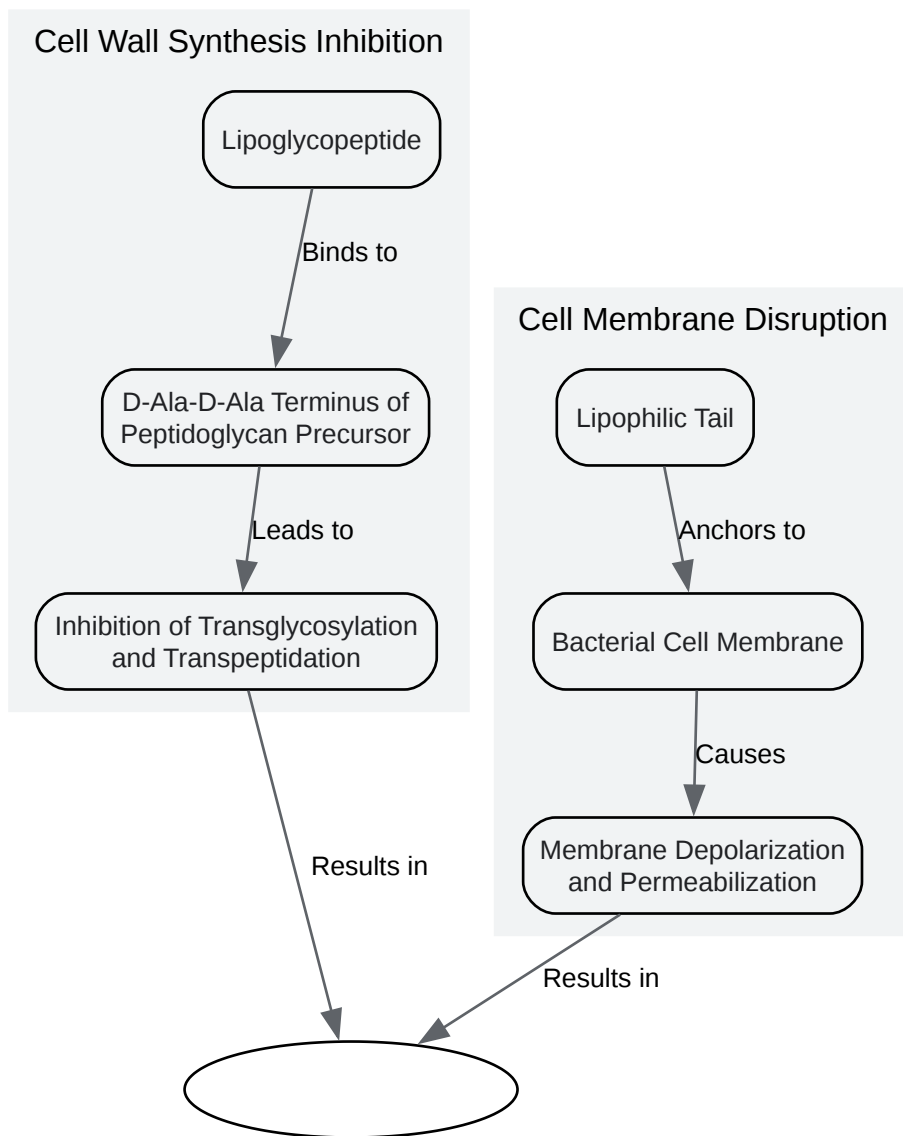 Cell Wall Synthesis Inhibition
Lipoglycopeptide
Binds to
D-Ala-D-Ala Terminus of
Peptidoglycan Precursor
Leads to
Inhibition of Transglycosylation
and Transpeptidation
Results in
Cell Membrane Disruption
Lipophilic Tail
Anchors to
Bacterial Cell Membrane
Causes
Membrane Depolarization
and Permeabilization
Results in